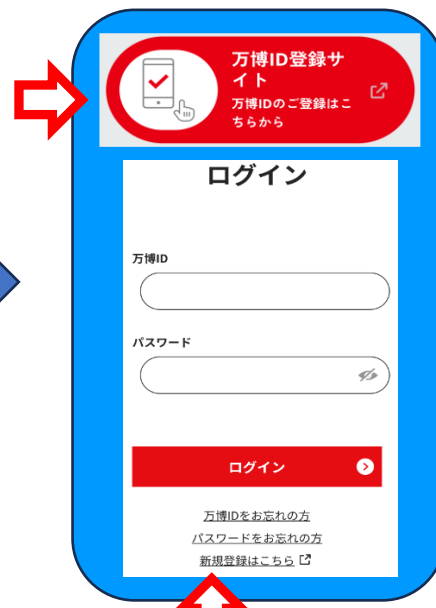 万博ID登録サ
イト
万博IDのご登録はこ
ちらから
ログイン
万博ID
パスワード
ログイン
万博IDをお忘れの方
パスワードをお忘れの方
新規登録はこちら